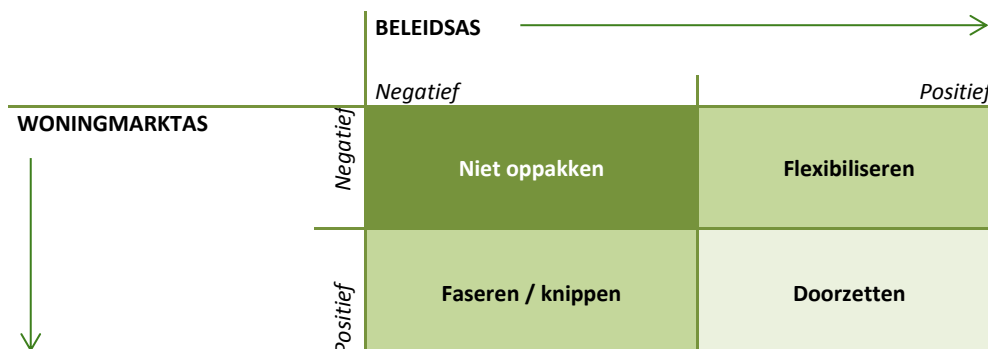 BELEIDSAS
Negatief Positief
WONINGMARKTAS
Negatief
Niet oppakken Flexibiliseren
Positief
Faseren / knippen Doorzetten